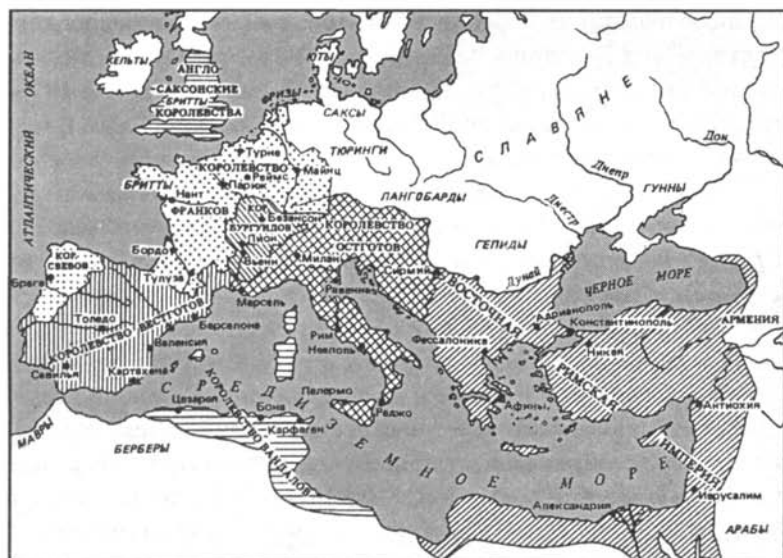 КЕЛЬТЫ
АНГЛО-
САКСОНСКИЕ
БРИТТЫ
КОРОЛЕВСТВА
АТЛАНТИЧЕСКИЙ ОКЕАН
ЮТЫ
ФРИЗЫ
САКСЫ
ТЮРИНГИ
СЛАВЯНЕ
Дон
Днепр
ГУННЫ
Турне
КОРОЛЕВСТВО
Реймс
Майнц
Париж
БРИТТЫ
Нант
ФРАНКОВ
ЛАНГОБАРДЫ
Днестр
КОР.
Безансон
БУРГУНДОВ
Лион
Вьенн
КОРОЛЕВСТВО
ОСТГОТОВ
ГЕПИДЫ
КОР.
СВЕВОВ
Бордо
Милан
Сирмий
Дунай
ЧЕРНОЕ МОРЕ
Брага
Тулуза
Равенна
Марсель
ВОСТОЧНАЯ
Адрианополь
АРМЕНИЯ
Толедо
КОРОЛЕВСТВО ВЕСТГОТОВ
Барселона
Рим
Константинополь
Валенсия
Неаполь
Фессалоника
Никея
Севилья
Картахена
СРЕДИЗЕМНОЕ МОРЕ
Палермо
РИМСКАЯ
Цезарея
Бона
Реджо
Афины
Антиохия
МАВРЫ
БЕРБЕРЫ
Карфаген
КОРОЛЕВСТВО ВАНДАЛОВ
ИМПЕРИЯ
Александрия
Иерусалим
АРАБЫ